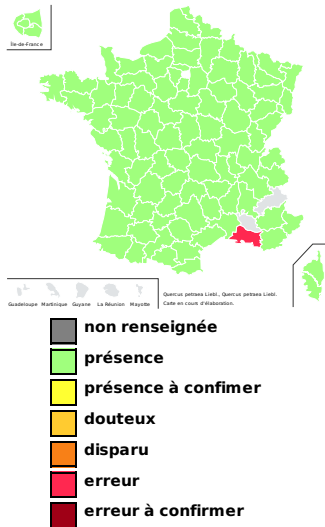 Île-de-France
Guadeloupe Martinique Guyane La Réunion Mayotte
Quercus petraea Liebl., Quercus petraea Liebl.
Carte en cours d'élaboration.
non renseignée
présence
présence à confimer
douteux
disparu
erreur
erreur à confirmer